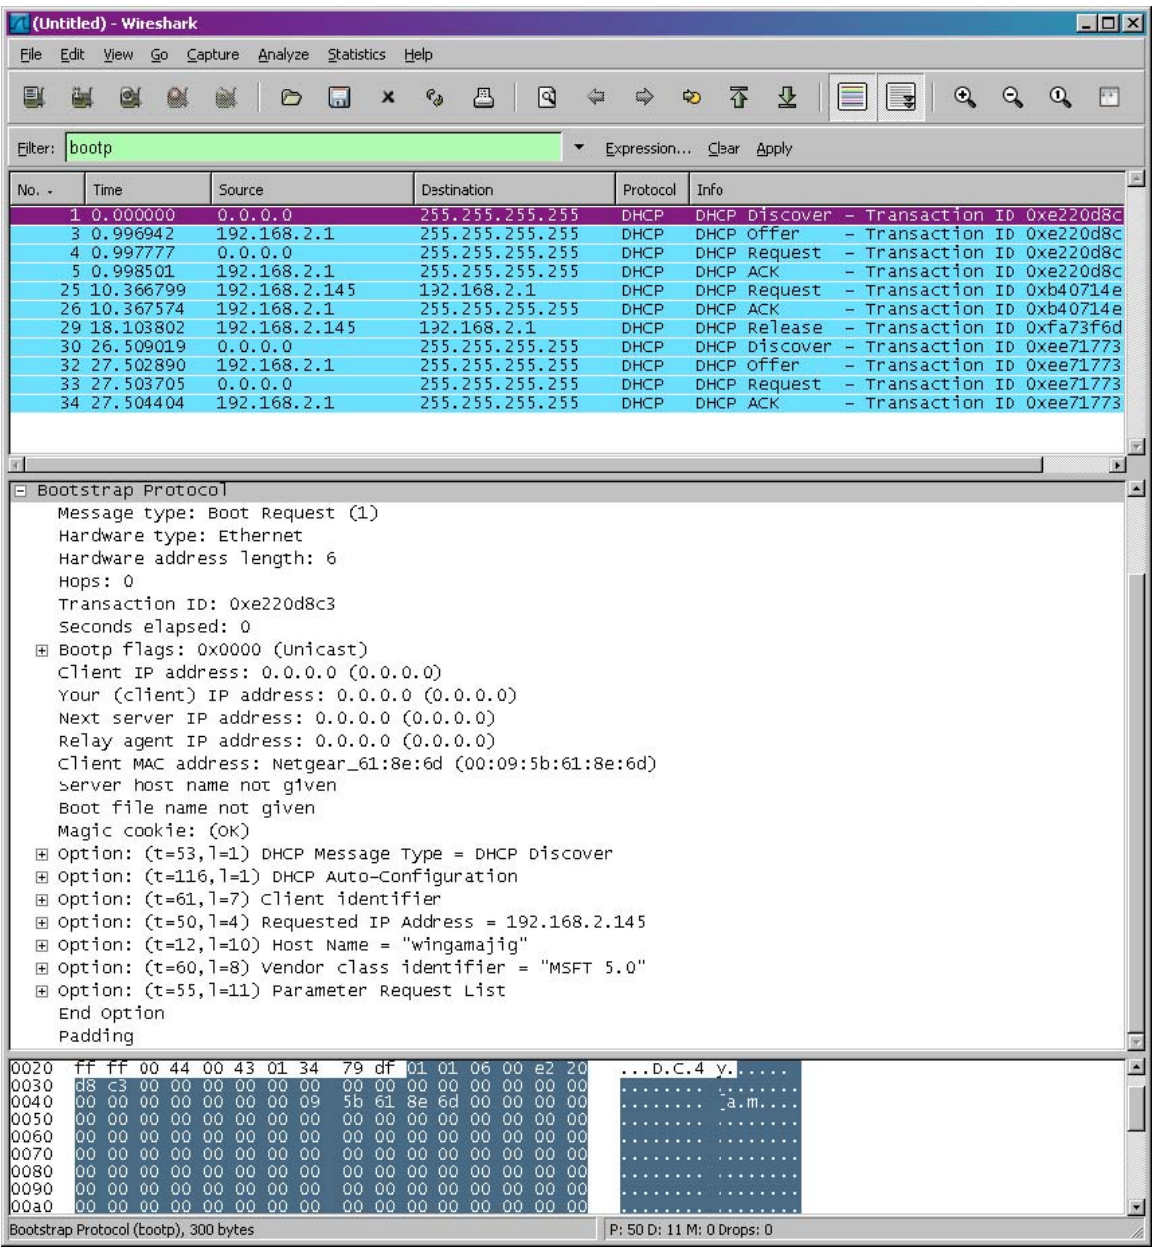 (Untitled) - Wireshark
File Edit View Go Capture Analyze Statistics Help
Filter: bootp Expression... Clear Apply
No. Time Source Destination Protocol Info
1 0.000000 0.0.0.0 255.255.255.255 DHCP DHCP Discover - Transaction ID 0xe220d8c
3 0.996942 192.168.2.1 255.255.255.255 DHCP DHCP Offer - Transaction ID 0xe220d8c
4 0.997777 0.0.0.0 255.255.255.255 DHCP DHCP Request - Transaction ID 0xe220d8c
5 0.998501 192.168.2.1 255.255.255.255 DHCP DHCP ACK - Transaction ID 0xe220d8c
25 10.366799 192.168.2.145 192.168.2.1 DHCP DHCP Request - Transaction ID 0xb40714e
26 10.367574 192.168.2.1 255.255.255.255 DHCP DHCP ACK - Transaction ID 0xb40714e
29 18.103802 192.168.2.145 192.168.2.1 DHCP DHCP Release - Transaction ID 0xfa73f6d
30 26.509019 0.0.0.0 255.255.255.255 DHCP DHCP Discover - Transaction ID 0xee71773
32 27.502890 192.168.2.1 255.255.255.255 DHCP DHCP Offer - Transaction ID 0xee71773
33 27.503705 0.0.0.0 255.255.255.255 DHCP DHCP Request - Transaction ID 0xee71773
34 27.504404 192.168.2.1 255.255.255.255 DHCP DHCP ACK - Transaction ID 0xee71773
Bootstrap Protocol
Message type: Boot Request (1)
Hardware type: Ethernet
Hardware address length: 6
Hops: 0
Transaction ID: 0xe220d8c3
Seconds elapsed: 0
Bootp flags: 0x0000 (Unicast)
Client IP address: 0.0.0.0 (0.0.0.0)
Your (client) IP address: 0.0.0.0 (0.0.0.0)
Next server IP address: 0.0.0.0 (0.0.0.0)
Relay agent IP address: 0.0.0.0 (0.0.0.0)
Client MAC address: Netgear_61:8e:6d (00:09:5b:61:8e:6d)
Server host name not given
Boot file name not given
Magic cookie: (OK)
Option: (t=53,l=1) DHCP Message Type = DHCP Discover
Option: (t=116,l=1) DHCP Auto-Configuration
Option: (t=61,l=7) Client identifier
Option: (t=50,l=4) Requested IP Address = 192.168.2.145
Option: (t=12,l=10) Host Name = "wingamajig"
Option: (t=60,l=8) Vendor class identifier = "MSFT 5.0"
Option: (t=55,l=11) Parameter Request List
End Option
Padding
0020 ff ff 00 44 00 43 01 34 79 df 01 01 06 00 e2 20 ...D.C.4 y.......
0030 d8 c3 00 00 00 00 00 00 00 00 00 00 00 00 00 00 ........ ........
0040 00 00 00 00 00 00 00 09 5b 61 8e 6d 00 00 00 00 ........ [a.m....
0050 00 00 00 00 00 00 00 00 00 00 00 00 00 00 00 00 ........ ........
0060 00 00 00 00 00 00 00 00 00 00 00 00 00 00 00 00 ........ ........
0070 00 00 00 00 00 00 00 00 00 00 00 00 00 00 00 00 ........ ........
0080 00 00 00 00 00 00 00 00 00 00 00 00 00 00 00 00 ........ ........
0090 00 00 00 00 00 00 00 00 00 00 00 00 00 00 00 00 ........ ........
00a0 00 00 00 00 00 00 00 00 00 00 00 00 00 00 00 00 ........ ........
Bootstrap Protocol (bootp), 300 bytes P: 50 D: 11 M: 0 Drops: 0